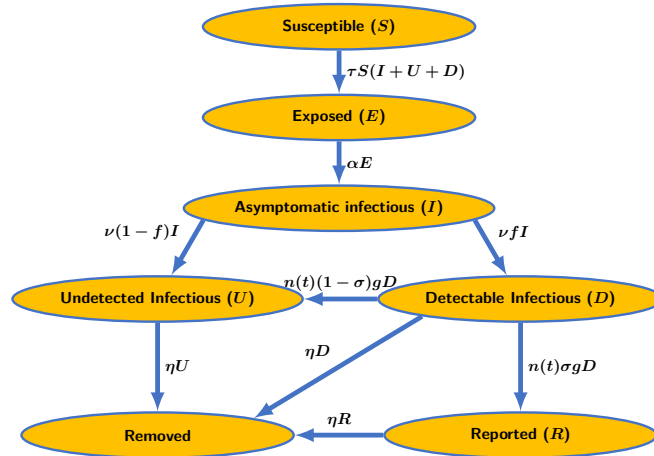 Susceptible (S)
τS(I + U + D)
Exposed (E)
αE
Asymptomatic infectious (I)
ν(1 − f)I
νfI
Undetected Infectious (U)
n(t)(1 − σ)gD
Detectable Infectious (D)
ηU
ηD
n(t)σgD
Removed
ηR
Reported (R)